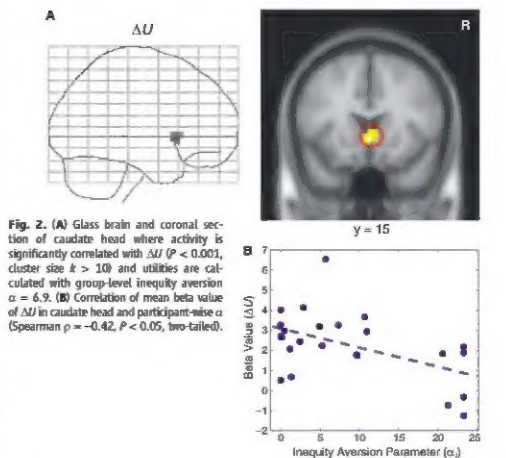 A
ΔU
R
y = 15
Fig. 2. (A) Glass brain and coronal sec-
tion of caudate head where activity is
significantly correlated with ΔU (P < 0.001,
cluster size k > 10) and utilities are cal-
culated with group-level inequity aversion
α = 6.9. (B) Correlation of mean beta value
of ΔU in caudate head and participant-wise α
(Spearman ρ = −0.42, P < 0.05, two-tailed).
B
Beta Value (ΔU)
7
6
5
4
3
2
1
0
−1
−2
0 5 10 15 20 25
Inequity Aversion Parameter (αᵢ)